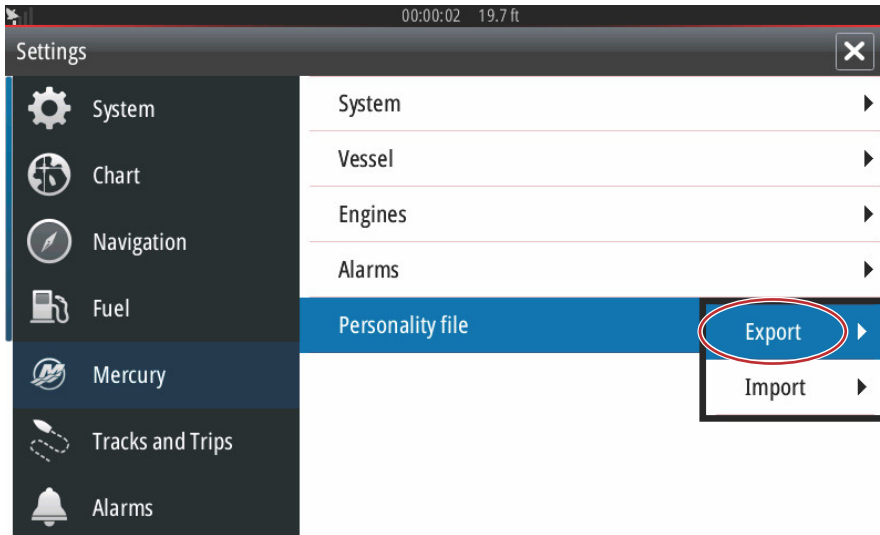 00:00:02 19.7 ft
Settings
System
Chart
Navigation
Fuel
Mercury
Tracks and Trips
Alarms
System
Vessel
Engines
Alarms
Personality file
Export
Import